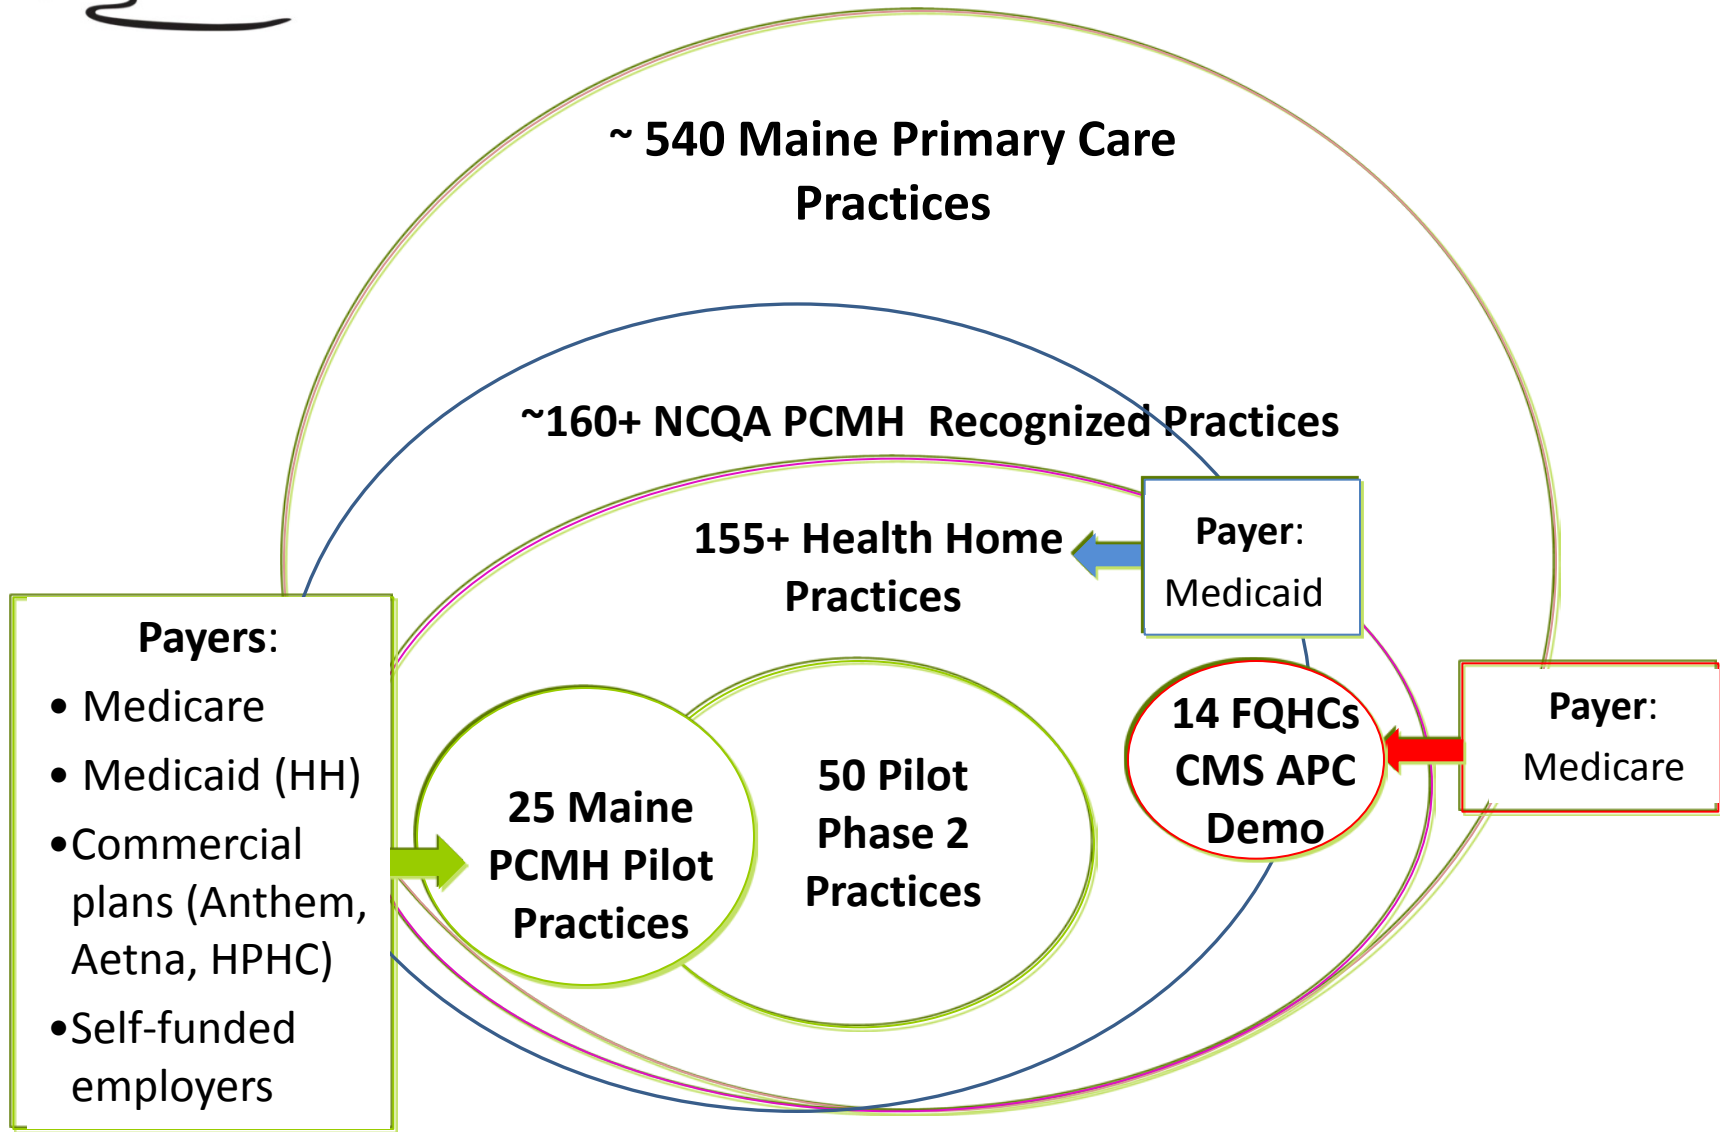 ~ 540 Maine Primary Care
Practices
~160+ NCQA PCMH Recognized Practices
155+ Health Home
Practices
Payer:
Medicaid
Payers:
• Medicare
• Medicaid (HH)
•Commercial
plans (Anthem,
Aetna, HPHC)
•Self-funded
employers
25 Maine
PCMH Pilot
Practices
50 Pilot
Phase 2
Practices
14 FQHCs
CMS APC
Demo
Payer:
Medicare